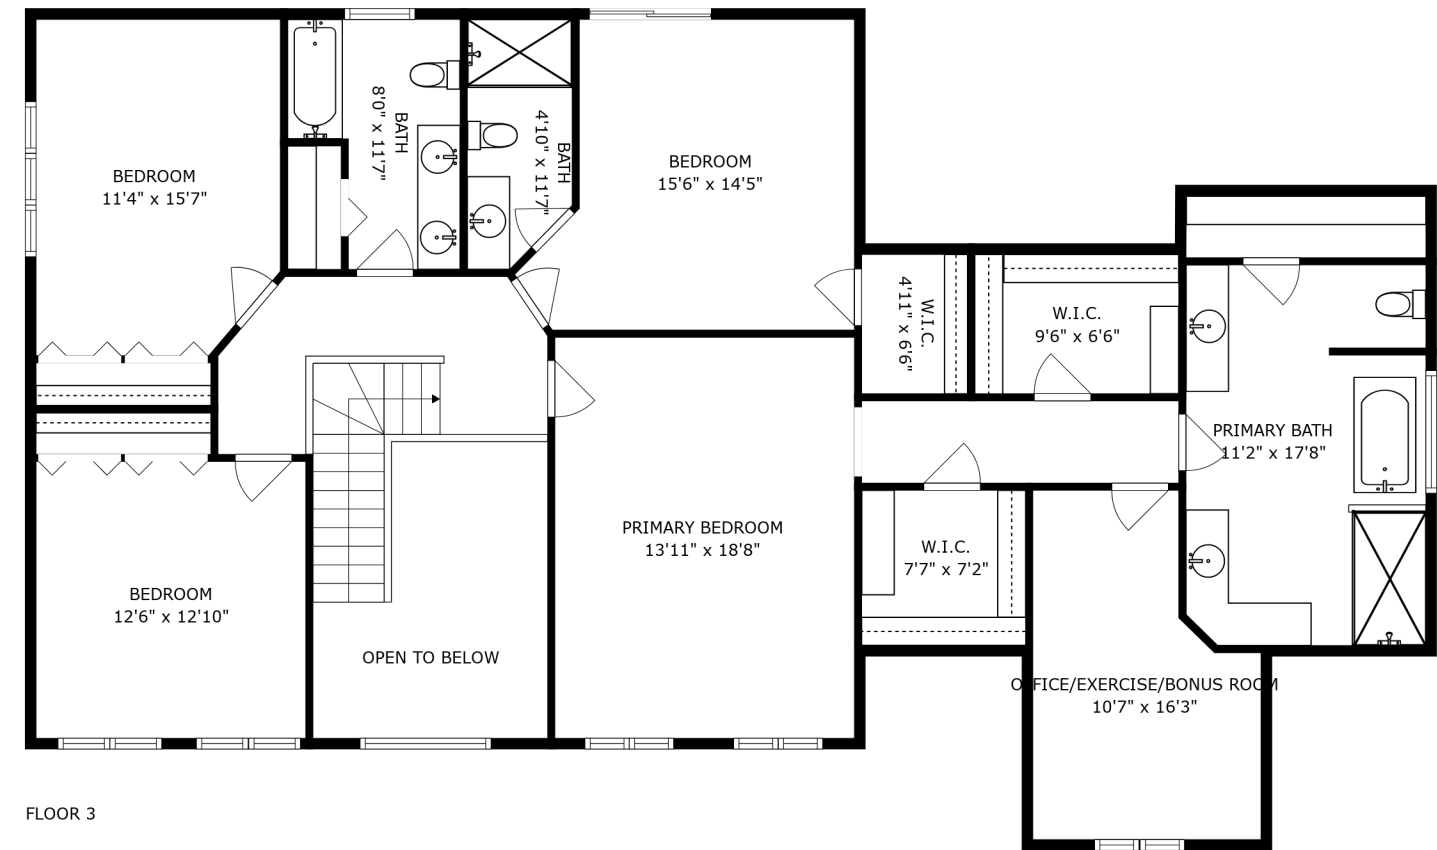 BEDROOM
11'4" x 15'7"
BATH
8'0" x 11'7"
BATH
4'10" x 11'7"
BEDROOM
15'6" x 14'5"
W.I.C.
4'11" x 6'6"
W.I.C.
9'6" x 6'6"
PRIMARY BATH
11'2" x 17'8"
PRIMARY BEDROOM
13'11" x 18'8"
W.I.C.
7'7" x 7'2"
BEDROOM
12'6" x 12'10"
OPEN TO BELOW
OFFICE/EXERCISE/BONUS ROOM
10'7" x 16'3"
FLOOR 3